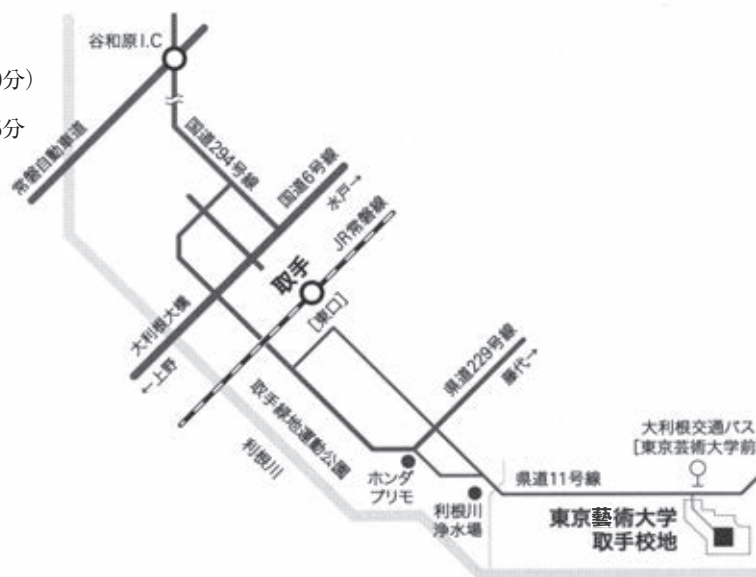 谷和原I.C
分）
分
常磐自動車道
国道294号線
国道6号線
水戸→
JR常磐線
取手
[東口]
大利根大橋
←上野
県道229号線
藤代→
取手緑地運動公園
利根川
ホンダ
プリモ
利根川
浄水場
県道11号線
大利根交通バス
[東京芸術大学前
東京藝術大学
取手校地